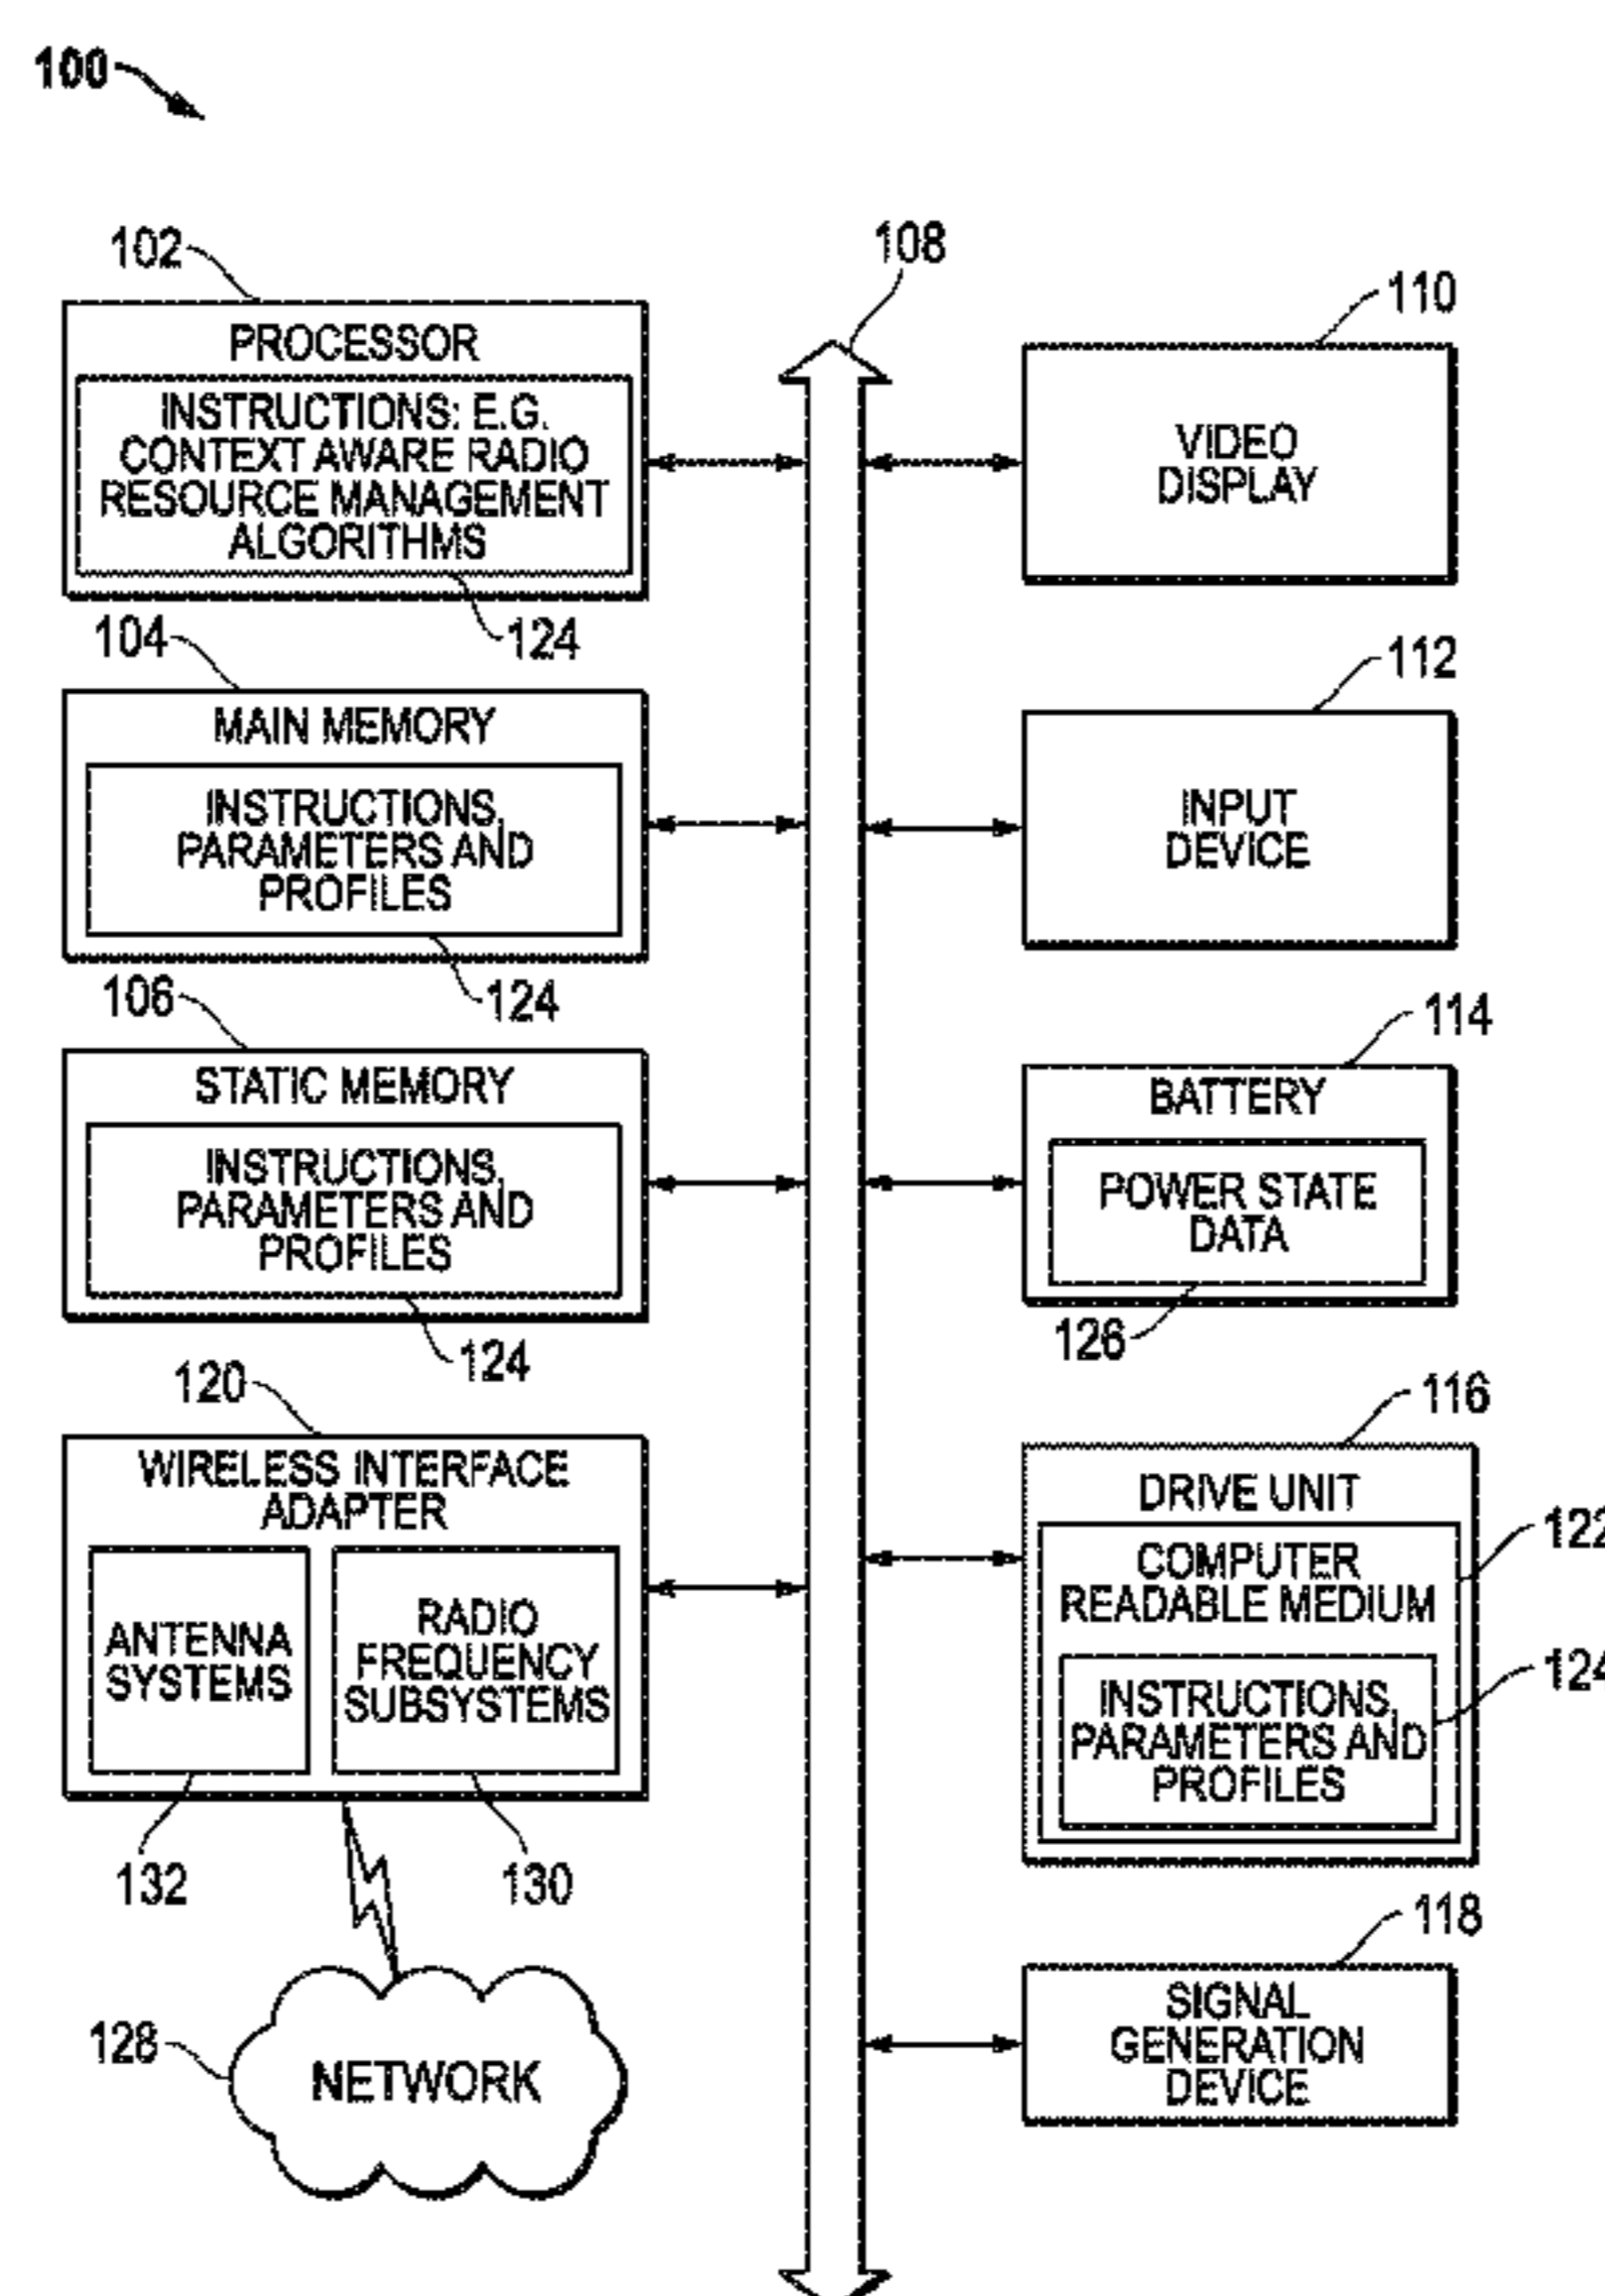 100
102
PROCESSOR
INSTRUCTIONS: E.G.
CONTEXT AWARE RADIO
RESOURCE MANAGEMENT
ALGORITHMS
124
104
MAIN MEMORY
INSTRUCTIONS,
PARAMETERS AND
PROFILES
124
106
STATIC MEMORY
INSTRUCTIONS,
PARAMETERS AND
PROFILES
124
120
WIRELESS INTERFACE
ADAPTER
ANTENNA
SYSTEMS
RADIO
FREQUENCY
SUBSYSTEMS
132
130
128
NETWORK
108
110
VIDEO
DISPLAY
112
INPUT
DEVICE
114
BATTERY
POWER STATE
DATA
126
116
DRIVE UNIT
122
COMPUTER
READABLE MEDIUM
124
INSTRUCTIONS,
PARAMETERS AND
PROFILES
118
SIGNAL
GENERATION
DEVICE